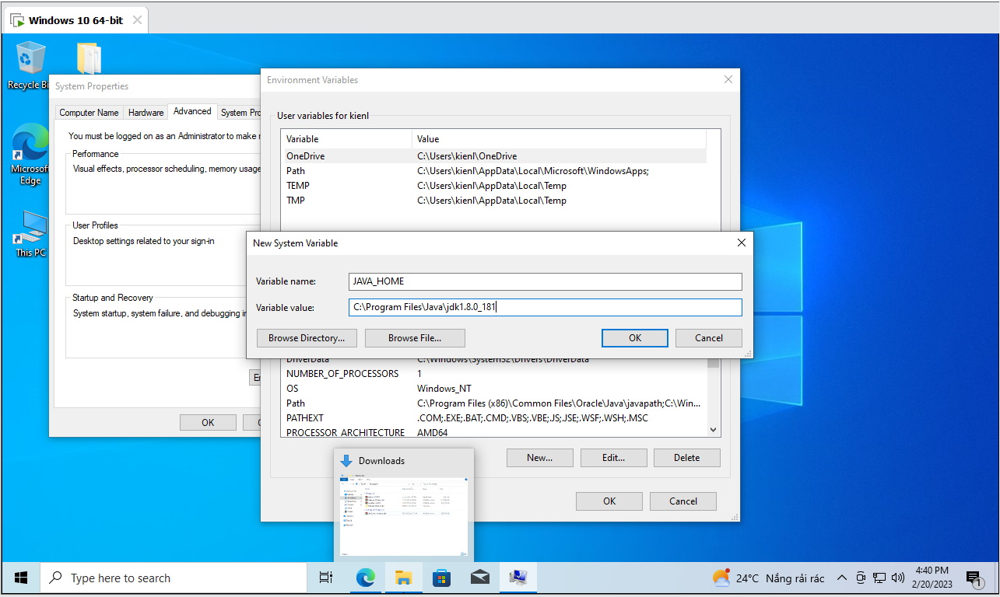 Windows 10 64-bit
Recycle Bi
Microsoft
Edge
This PC
System Properties
Computer Name
Hardware
Advanced
System Pro
You must be logged on as an Administrator to make
Performance
Visual effects, processor scheduling, memory usage
User Profiles
Desktop settings related to your sign-in
Startup and Recovery
System startup, system failure, and debugging in
En
OK
Environment Variables
User variables for kienl
Variable Value
OneDrive C:\Users\kienl\OneDrive
Path C:\Users\kienl\AppData\Local\Microsoft\WindowsApps;
TEMP C:\Users\kienl\AppData\Local\Temp
TMP C:\Users\kienl\AppData\Local\Temp
New System Variable
Variable name: JAVA_HOME
Variable value: C:\Program Files\Java\jdk1.8.0_181
Browse Directory... Browse File... OK Cancel
DriverData C:\Windows\System32\Drivers\DriverData
NUMBER_OF_PROCESSORS 1
OS Windows_NT
Path C:\Program Files (x86)\Common Files\Oracle\Java\javapath;C:\Win...
PATHEXT .COM;.EXE;.BAT;.CMD;.VBS;.VBE;.JS;.JSE;.WSF;.WSH;.MSC
PROCESSOR_ARCHITECTURE AMD64
New... Edit... Delete
OK Cancel
Downloads
Type here to search
24°C Nắng rải rác
4:40 PM
2/20/2023
1